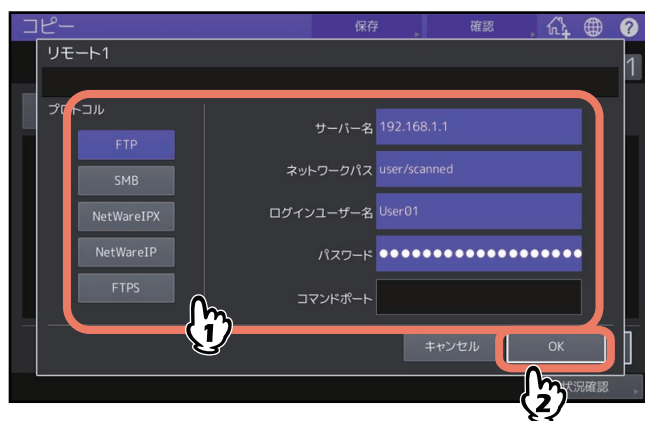 コピー
保存
確認
?
リモート1
1
プロトコル
FTP
SMB
NetWareIPX
NetWareIP
FTPS
サーバー名 192.168.1.1
ネットワークパス user/scanned
ログインユーザー名 User01
パスワード ●●●●●●●●●●●●●●●●●●●
コマンドポート
1
キャンセル
OK
2
状況確認